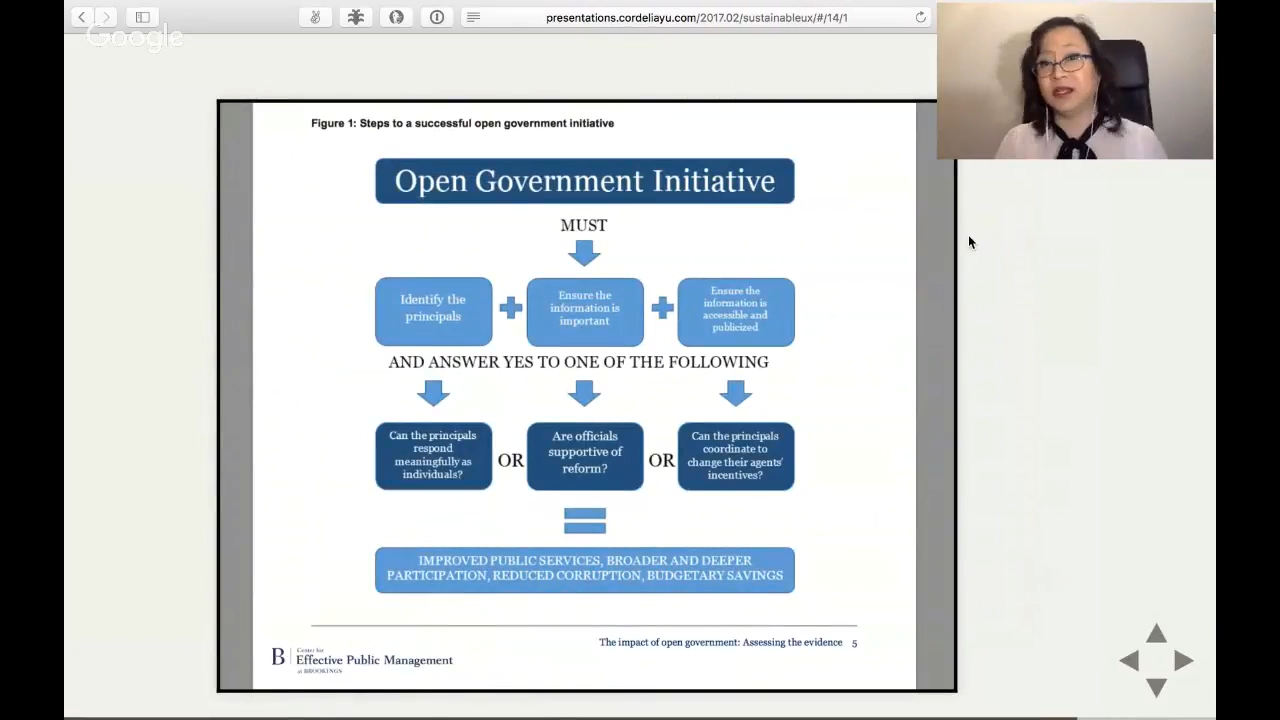 presentations.cordeliayu.com/2017.02/sustainableux/#/14/1
Google
Figure 1: Steps to a successful open government initiative
Open Government Initiative
MUST
Identify the
principals
Ensure the
information is
important
Ensure the
information is
accessible and
publicized
AND ANSWER YES TO ONE OF THE FOLLOWING
Can the principals
respond
meaningfully as
individuals?
OR
Are officials
supportive of
reform?
OR
Can the principals
coordinate to
change their agents'
incentives?
IMPROVED PUBLIC SERVICES, BROADER AND DEEPER
PARTICIPATION, REDUCED CORRUPTION, BUDGETARY SAVINGS
The impact of open government: Assessing the evidence 5
B
Center for
Effective Public Management
at BROOKINGS